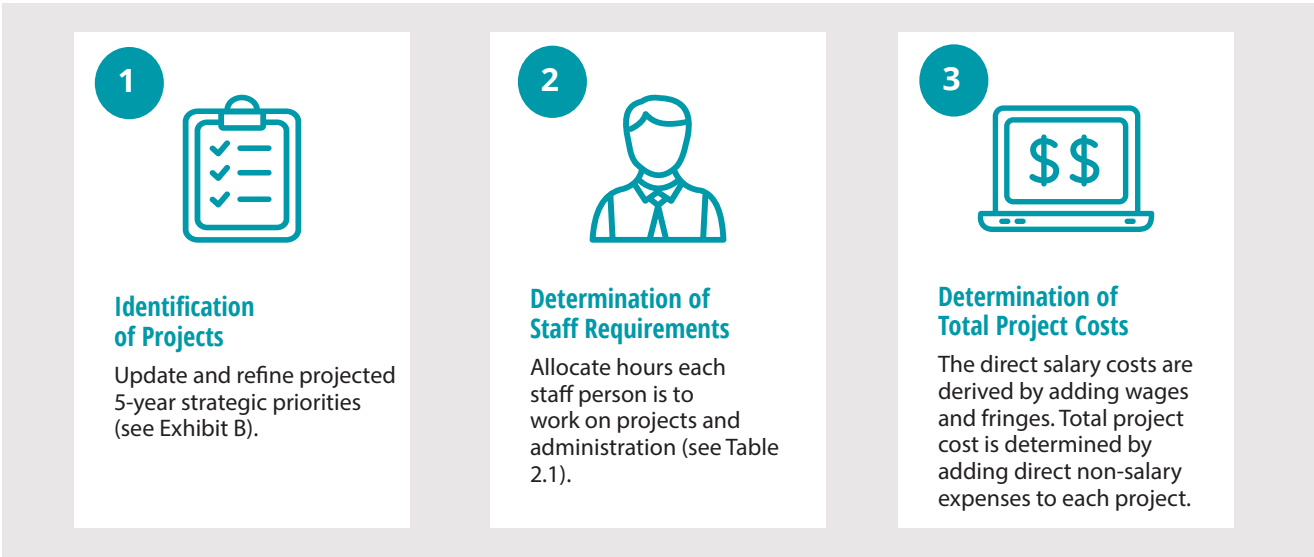 1
Identification
of Projects
Update and refine projected
5-year strategic priorities
(see Exhibit B).
2
Determination of
Staff Requirements
Allocate hours each
staff person is to
work on projects and
administration (see Table
2.1).
3
$$
Determination of
Total Project Costs
The direct salary costs are
derived by adding wages
and fringes. Total project
cost is determined by
adding direct non-salary
expenses to each project.